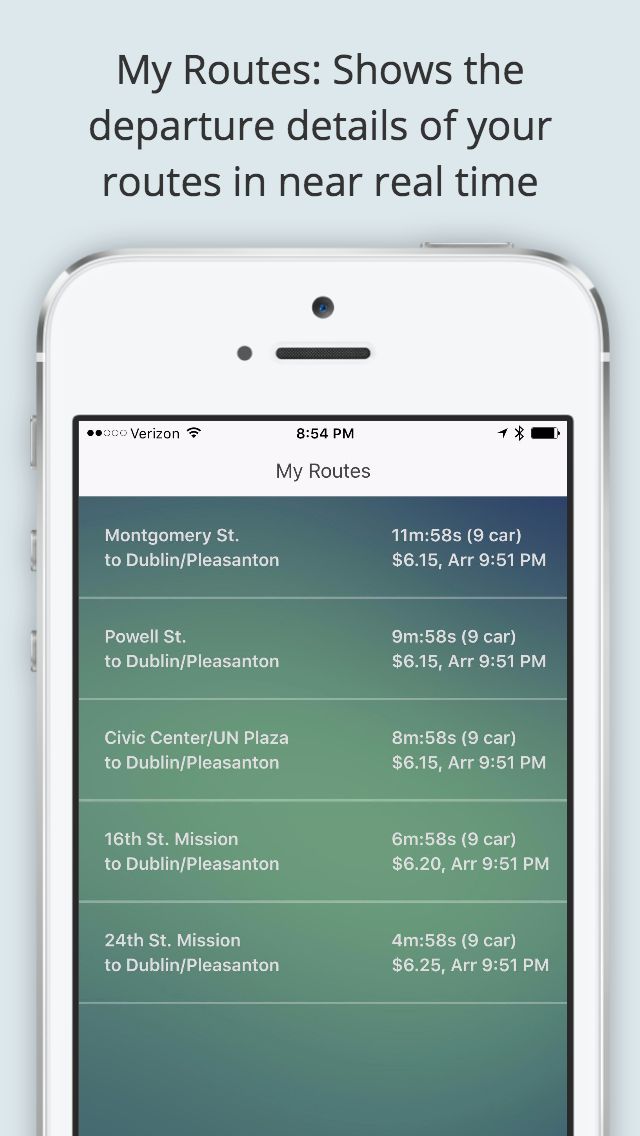 My Routes: Shows the
departure details of your
routes in near real time
Verizon 8:54 PM
My Routes
Montgomery St. 11m:58s (9 car)
to Dublin/Pleasanton $6.15, Arr 9:51 PM
Powell St. 9m:58s (9 car)
to Dublin/Pleasanton $6.15, Arr 9:51 PM
Civic Center/UN Plaza 8m:58s (9 car)
to Dublin/Pleasanton $6.15, Arr 9:51 PM
16th St. Mission 6m:58s (9 car)
to Dublin/Pleasanton $6.20, Arr 9:51 PM
24th St. Mission 4m:58s (9 car)
to Dublin/Pleasanton $6.25, Arr 9:51 PM